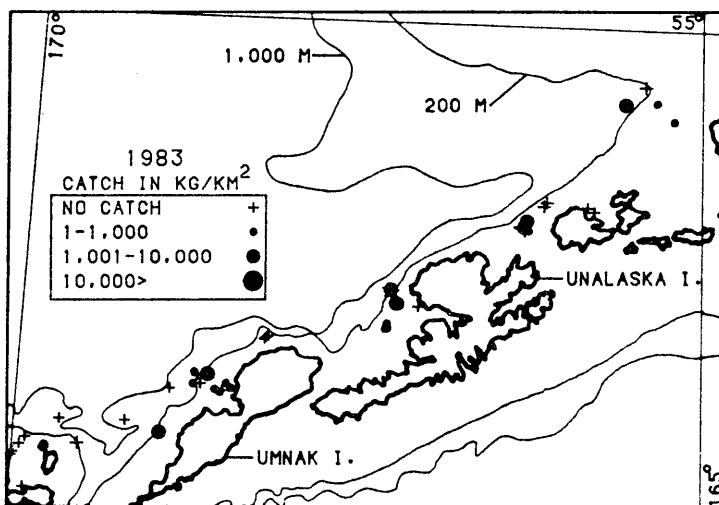 170°
55°
1,000 M
200 M
1983
CATCH IN KG/KM²
NO CATCH +
1-1,000
1,001-10,000
10,000>
UNALASKA I.
UMNAK I.
165°